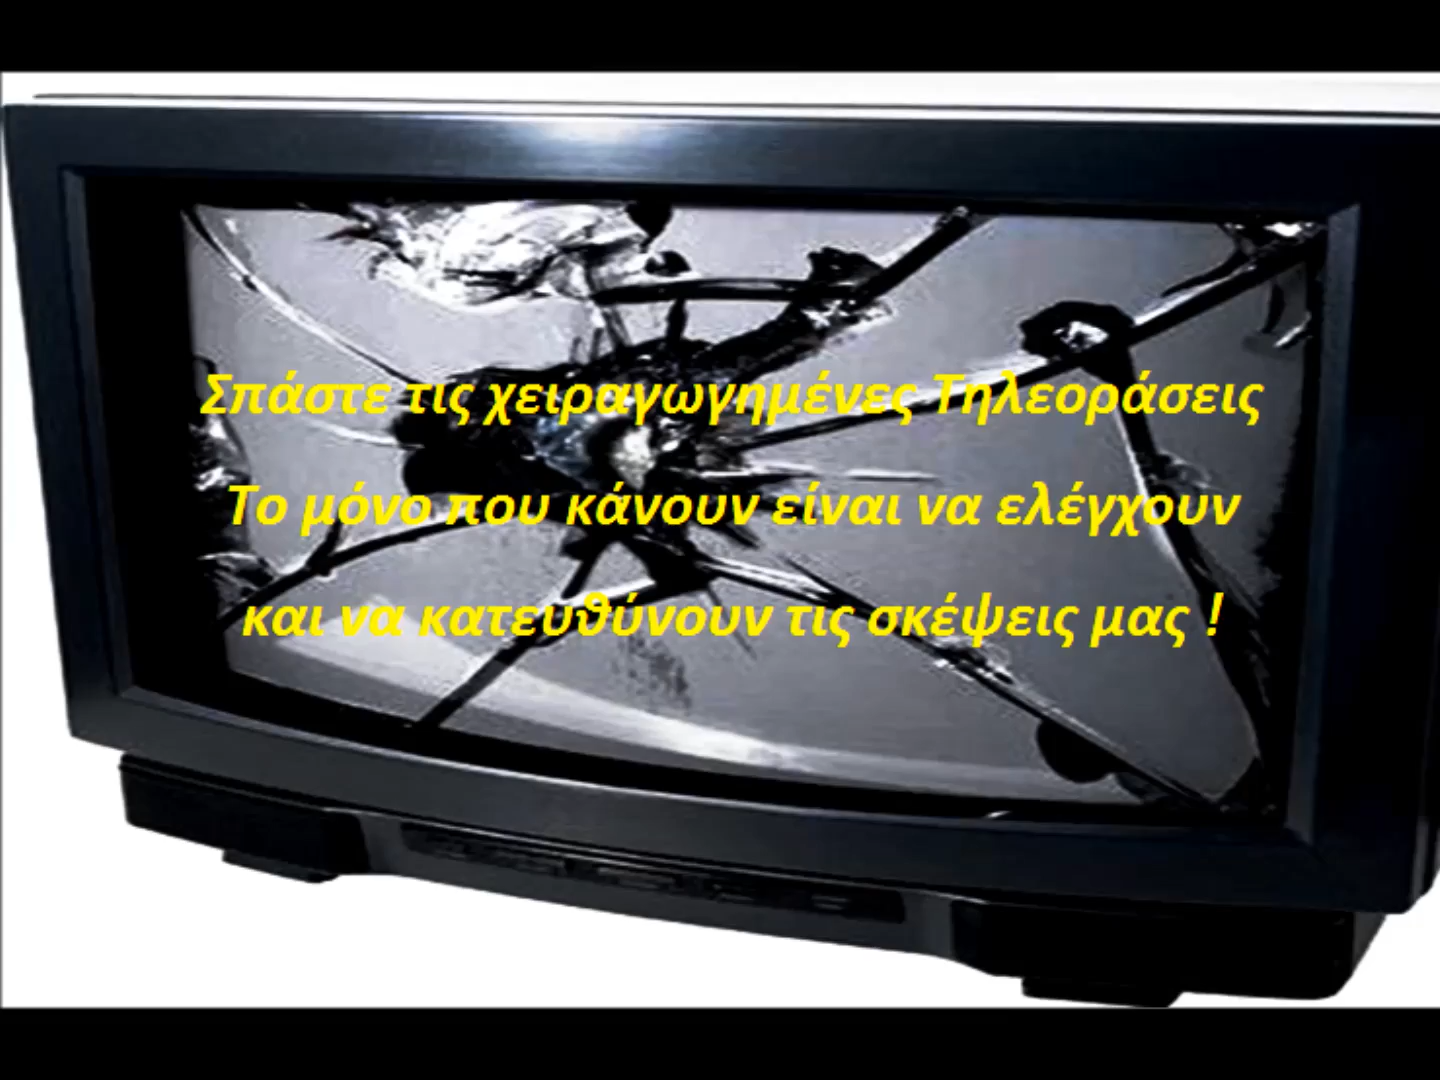 Σπάστε τις χειραγωγημένες Τηλεοράσεις
Το μόνο που κάνουν είναι να ελέγχουν
και να κατευθύνουν τις σκέψεις μας !